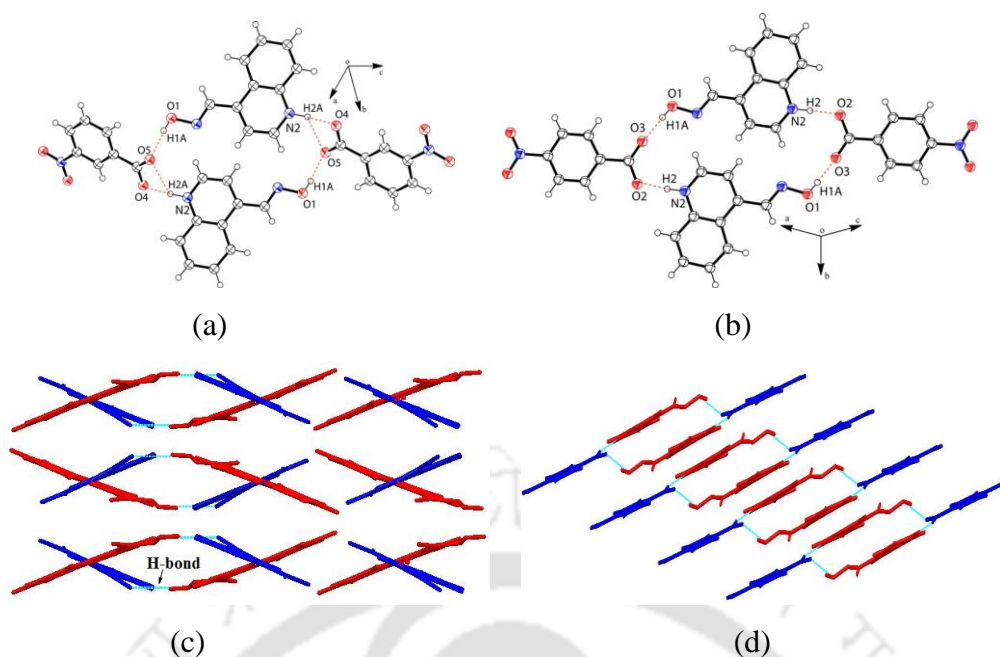 (a)
(b)
H2A
O4
O1
N2
O5
H1A
O5
H2A
H1A
O4
N2
O1
o
c
a
b
O1
H2
O2
H1A
N2
O3
O3
H2
H1A
O2
N2
O1
a
o
c
b
(a)
(b)
H-bond
(c)
(d)